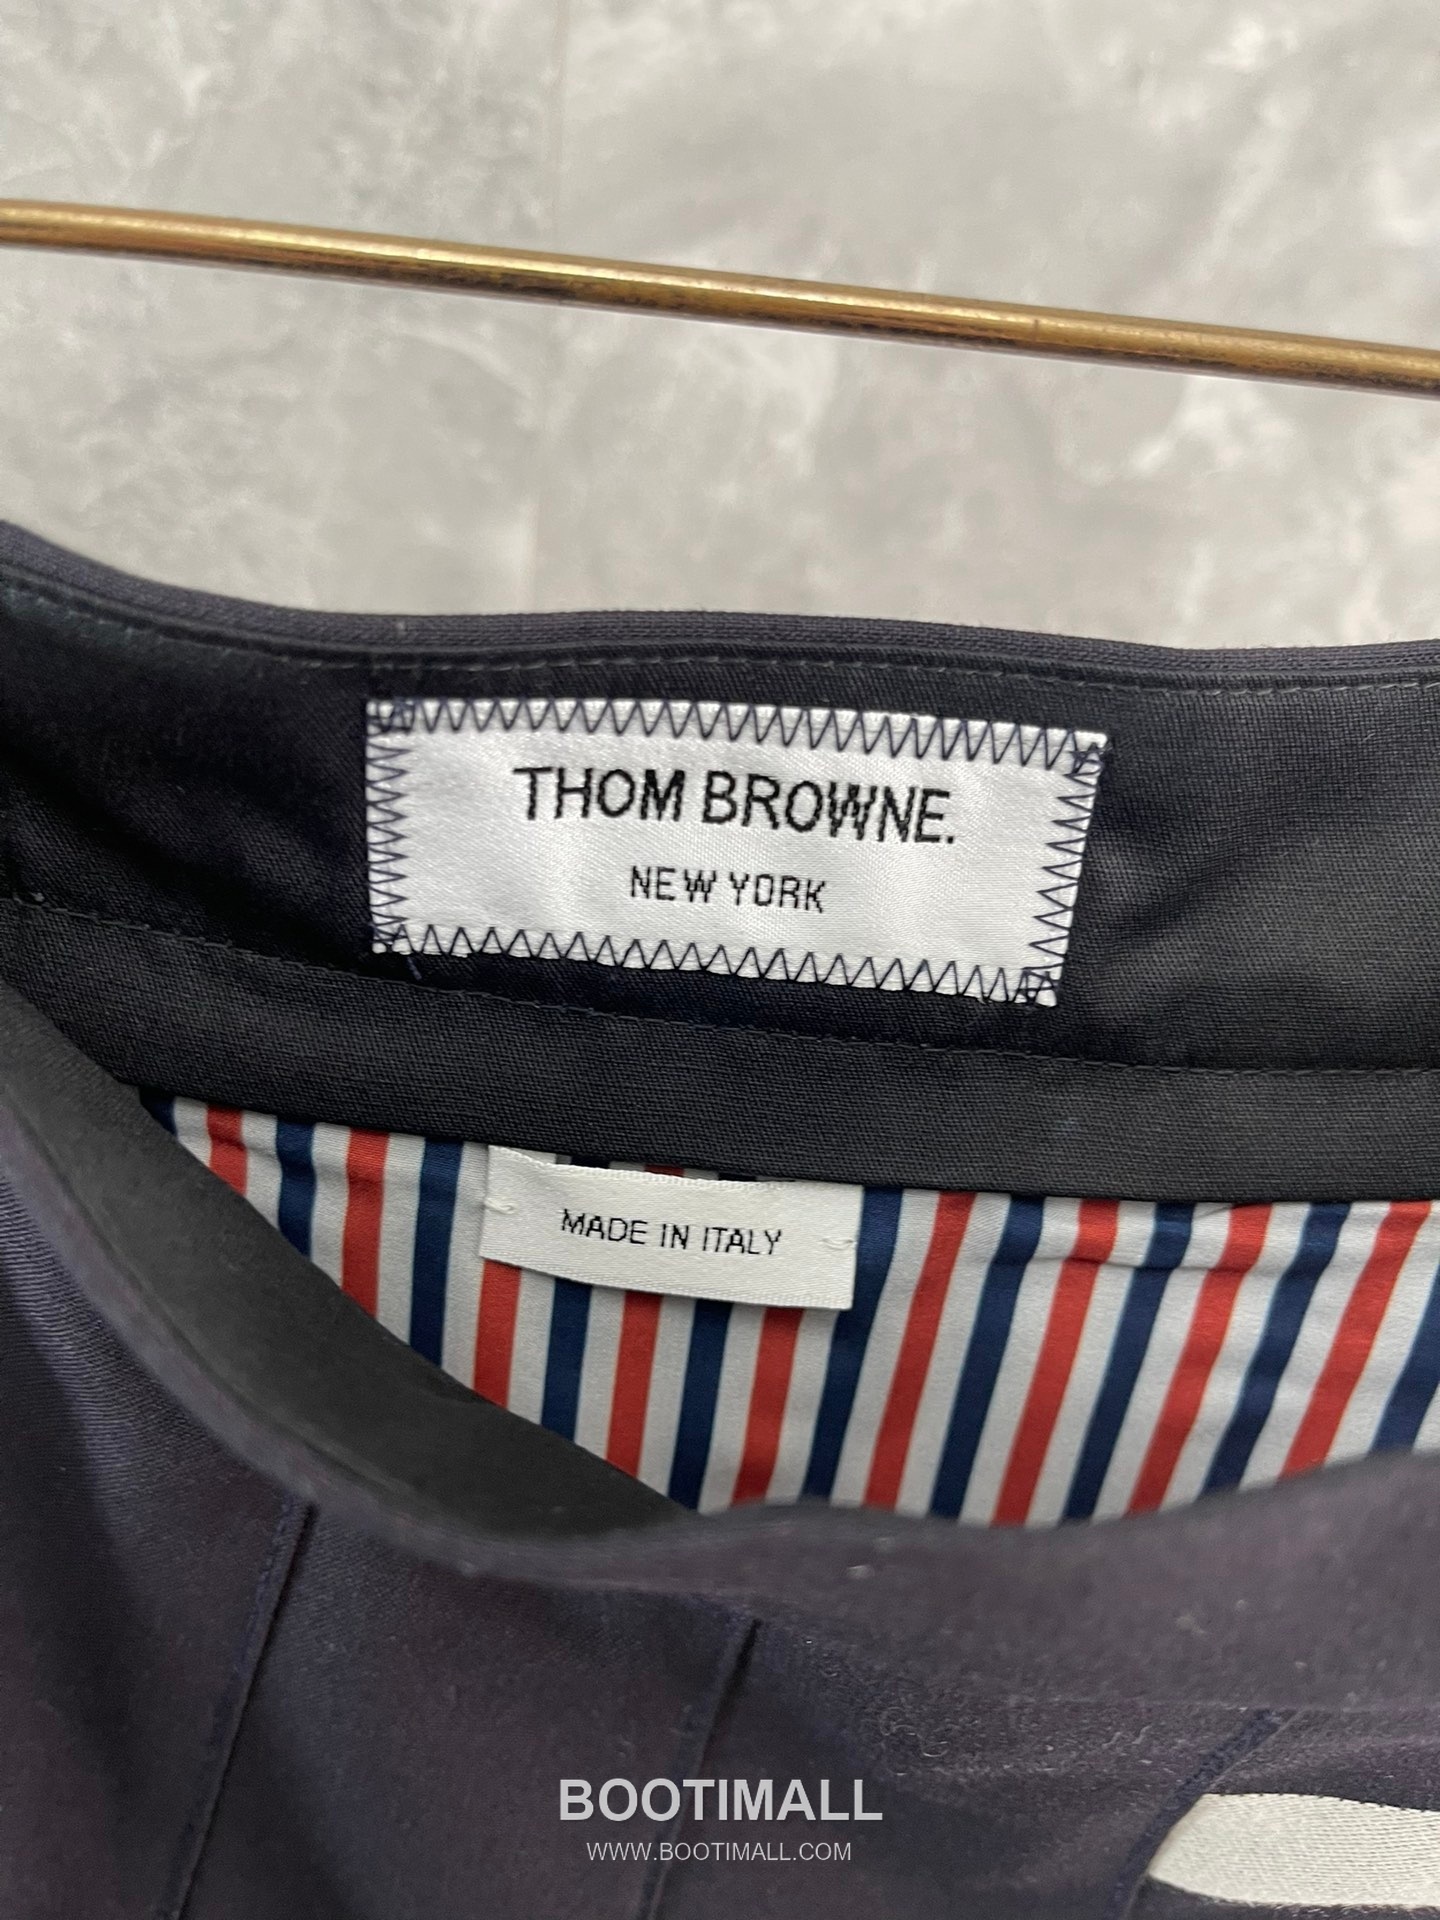 THOM BROWNE.
NEW YORK
MADE IN ITALY
BOOTIMALL
WWW.BOOTIMALL.COM